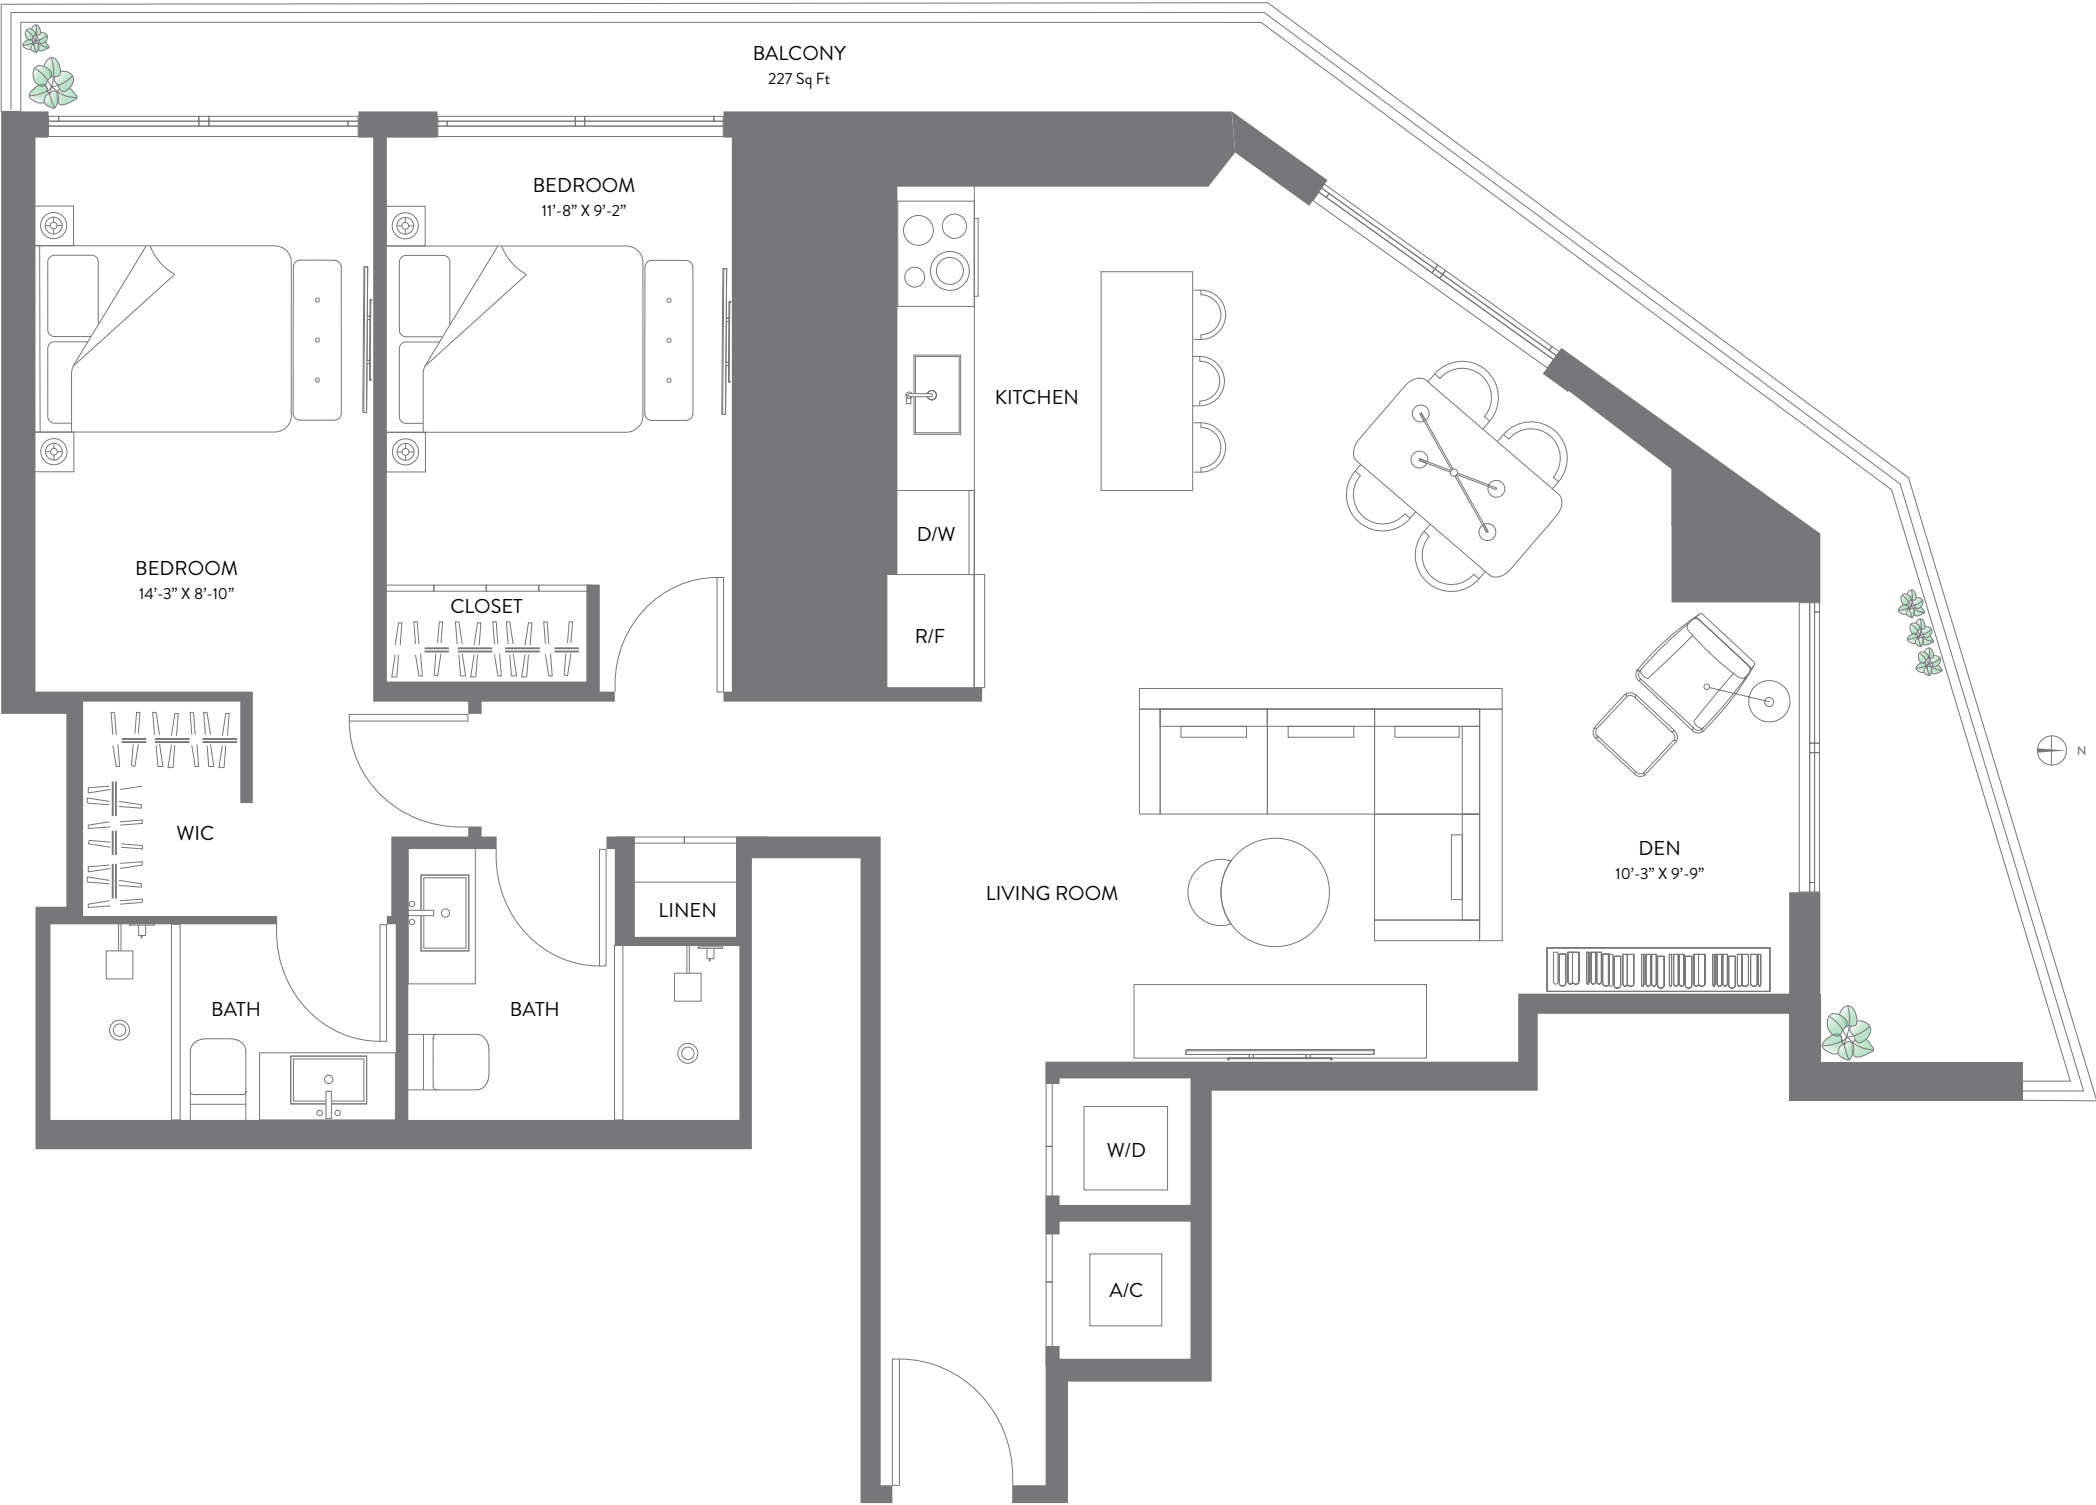 BALCONY
227 Sq Ft
BEDROOM
11'-8" X 9'-2"
KITCHEN
D/W
BEDROOM
14'-3" X 8'-10"
CLOSET
R/F
N
WIC
DEN
10'-3" X 9'-9"
LIVING ROOM
LINEN
BATH
BATH
W/D
A/C